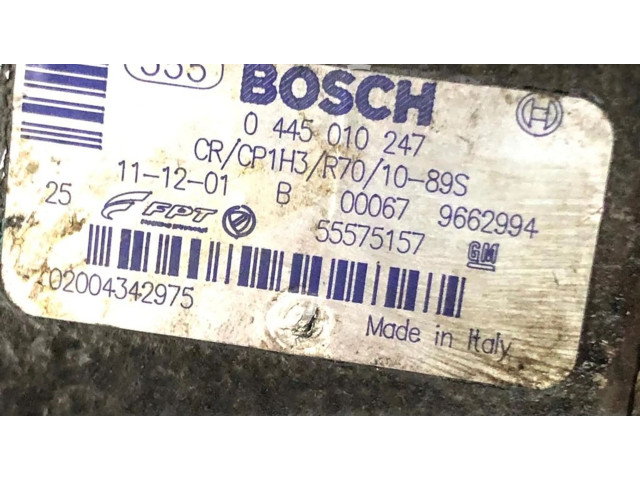 535
BOSCH
0 445 010 247
CR/CP1H3/R70/10-89S
11-12-01 B 00067 9662994
25 FPT 55575157 GM
02004342975
Made in Italy